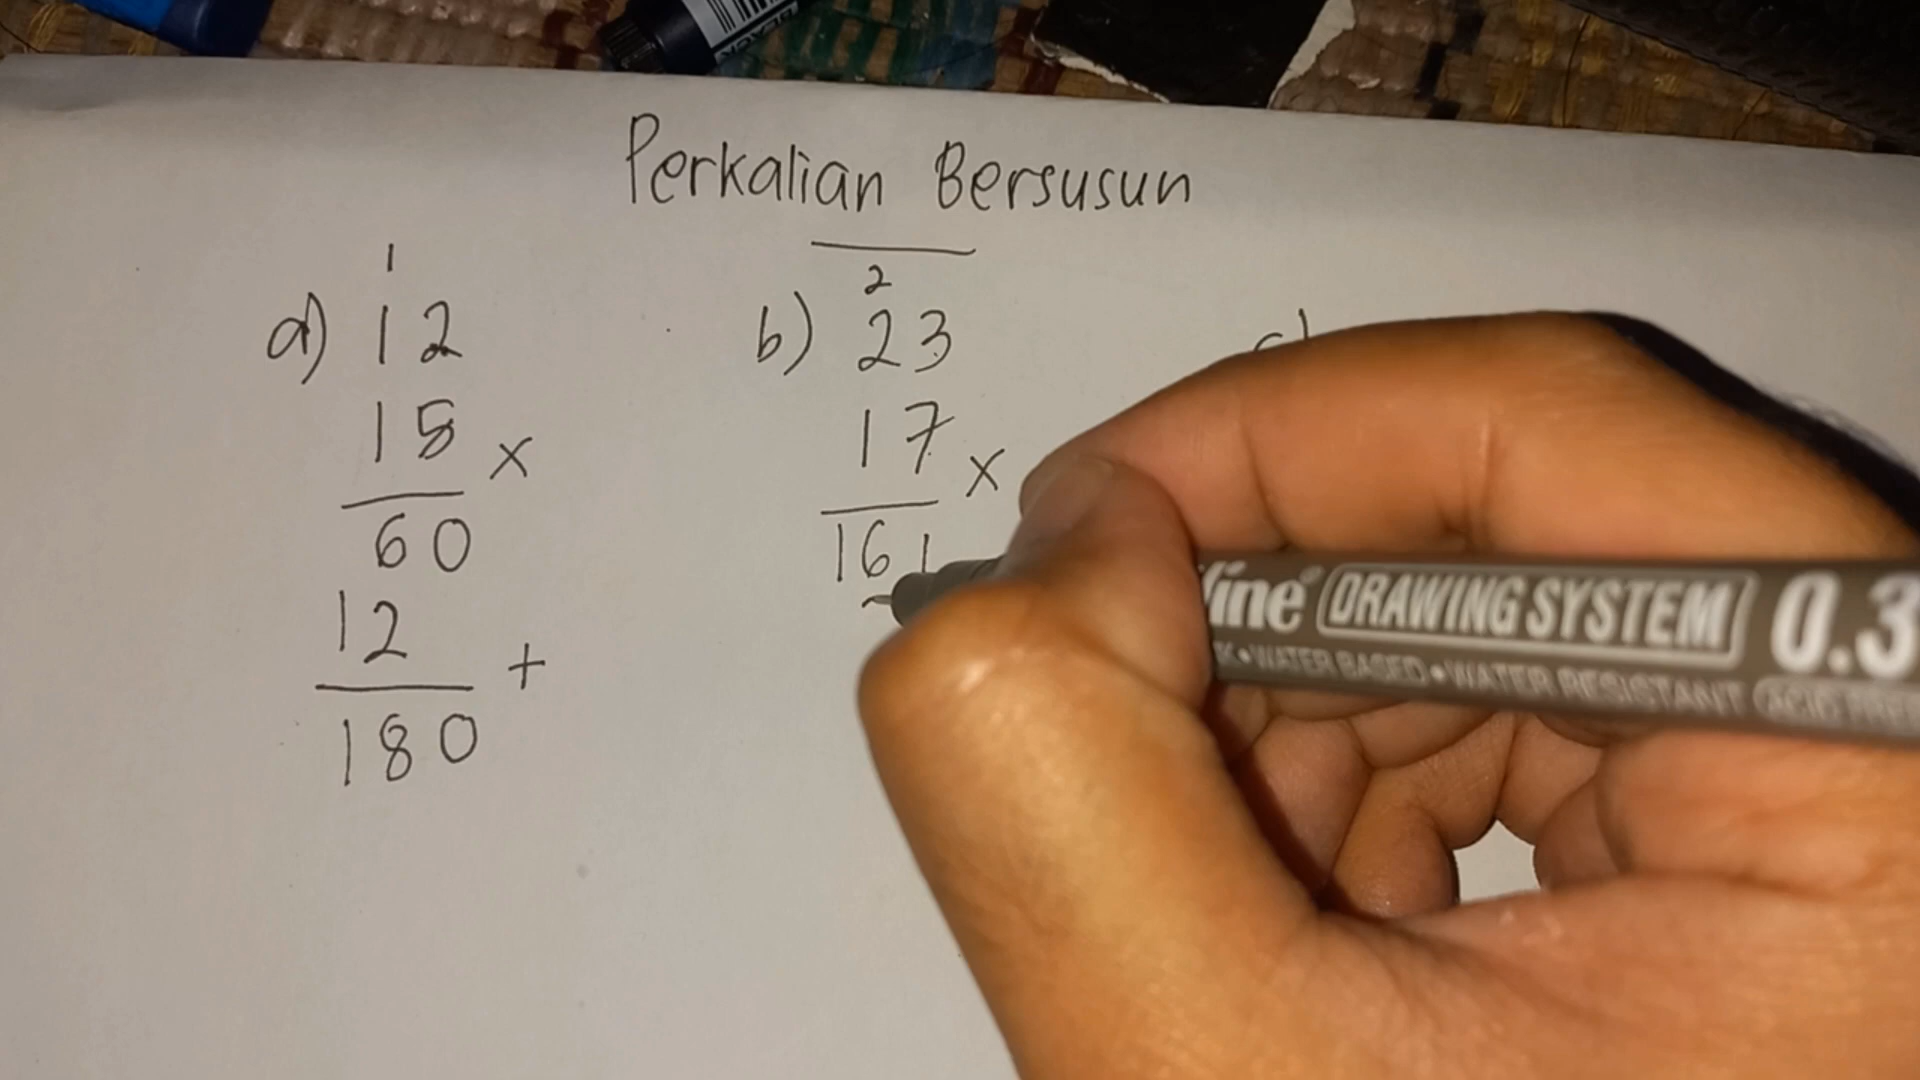 Perkalian Bersusun
a) 1
12
15 x
60
12 +
180
b) 2
23
17 x
161
c)
line DRAWING SYSTEM 0.3
WATER BASED • WATER RESISTANT